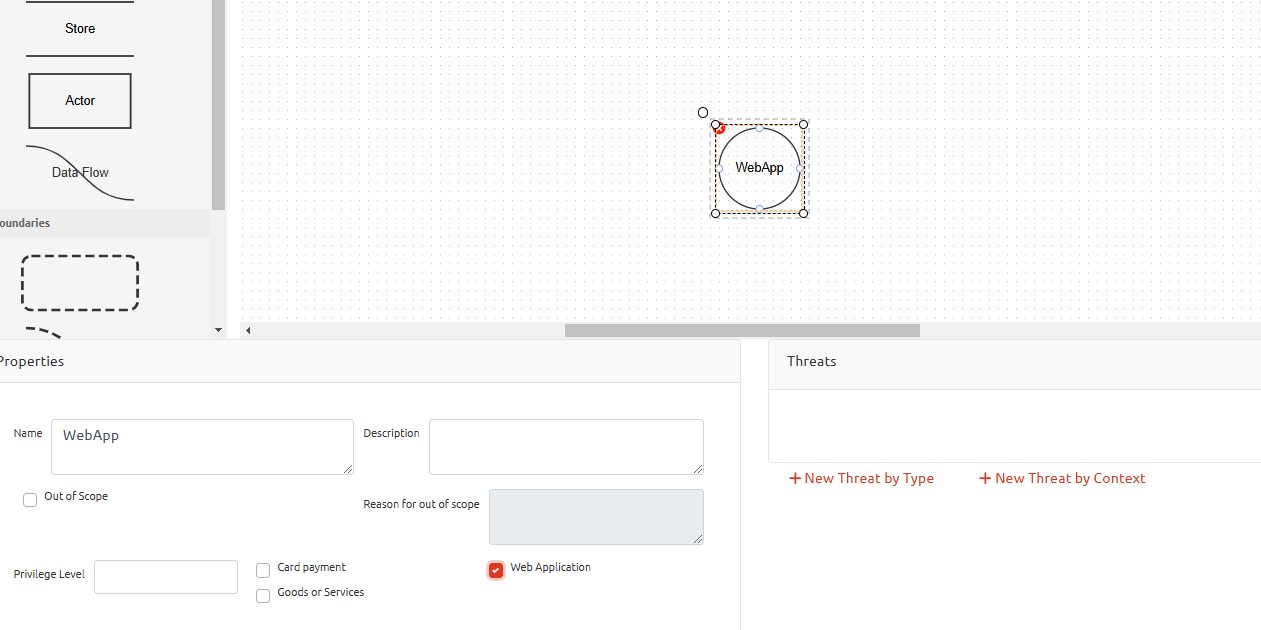 Store
Actor
Data Flow
oundaries
WebApp
Properties
Name
WebApp
Description
Out of Scope
Reason for out of scope
Privilege Level
Card payment
Goods or Services
Web Application
Threats
+ New Threat by Type
+ New Threat by Context